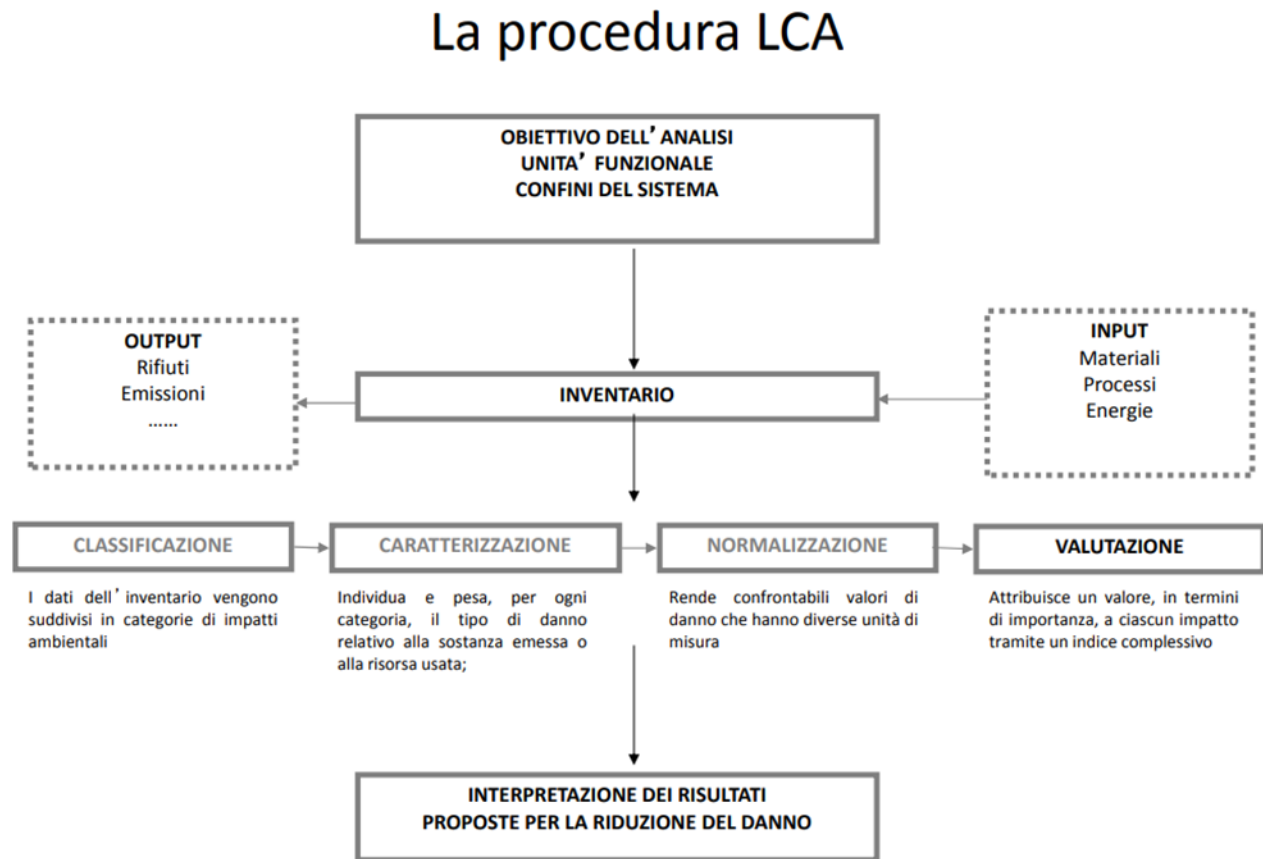 La procedura LCA
OBIETTIVO DELL’ANALISI
UNITA’ FUNZIONALE
CONFINI DEL SISTEMA
OUTPUT
Rifiuti
Emissioni
……
INVENTARIO
INPUT
Materiali
Processi
Energie
CLASSIFICAZIONE
I dati dell’inventario vengono
suddivisi in categorie di impatti
ambientali
CARATTERIZZAZIONE
Individua e pesa, per ogni
categoria, il tipo di danno
relativo alla sostanza emessa o
alla risorsa usata;
NORMALIZZAZIONE
Rende confrontabili valori di
danno che hanno diverse unità di
misura
VALUTAZIONE
Attribuisce un valore, in termini
di importanza, a ciascun impatto
tramite un indice complessivo
INTERPRETAZIONE DEI RISULTATI
PROPOSTE PER LA RIDUZIONE DEL DANNO